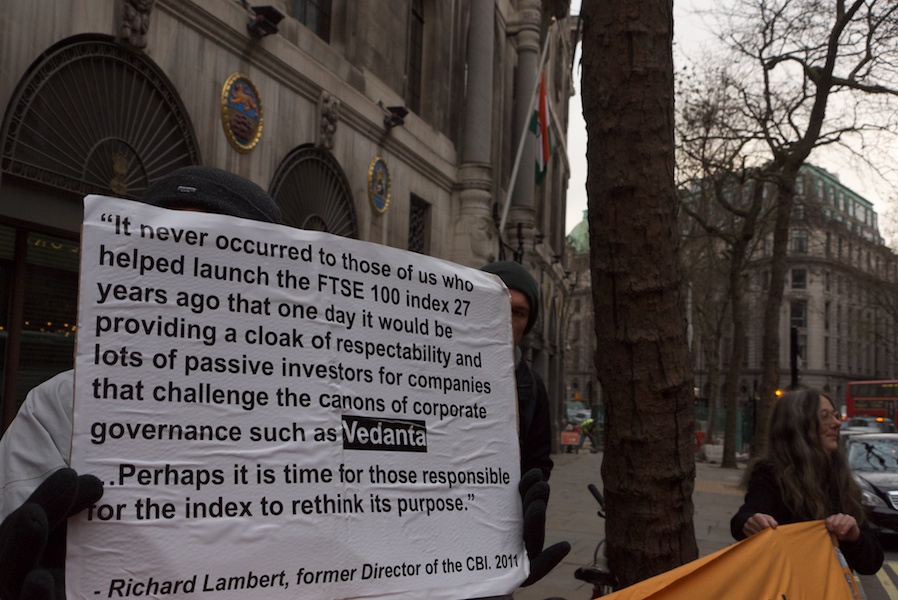 “It never occurred to those of us who
helped launch the FTSE 100 index 27
years ago that one day it would be
providing a cloak of respectability and
lots of passive investors for companies
that challenge the canons of corporate
governance such as Vedanta
...Perhaps it is time for those responsible
for the index to rethink its purpose.”
- Richard Lambert, former Director of the CBI. 2011